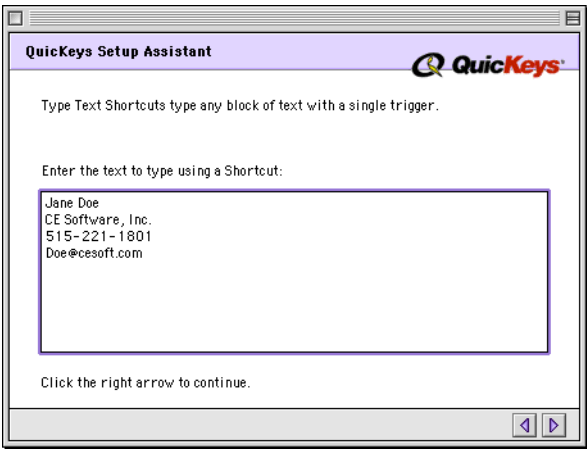 QuicKeys Setup Assistant
QuicKeys
Type Text Shortcuts type any block of text with a single trigger.
Enter the text to type using a Shortcut:
Jane Doe
CE Software, Inc.
515-221-1801
Doe@cesoft.com
Click the right arrow to continue.